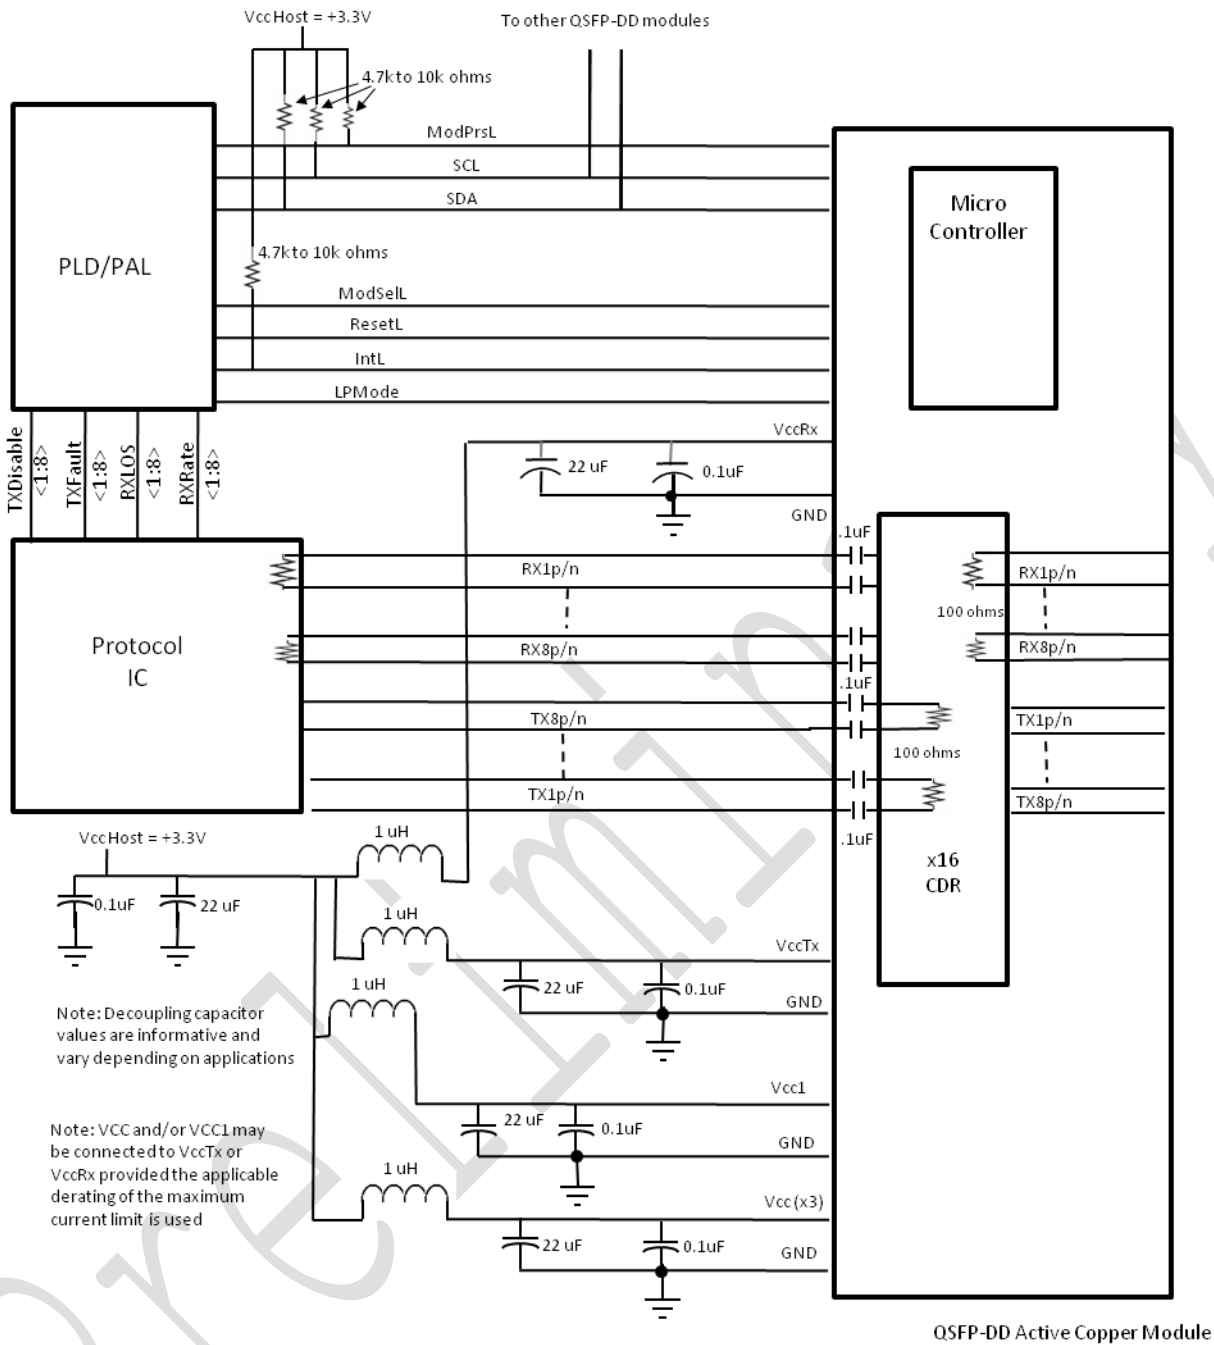 Vcc Host = +3.3V
To other QSFP-DD modules
4.7k to 10k ohms
ModPrsL
SCL
SDA
Micro
Controller
PLD/PAL
4.7k to 10k ohms
ModSelL
ResetL
IntL
LPMode
TXDisable
<1:8>
TXFault
<1:8>
RXLOS
<1:8>
RXRate
<1:8>
VccRx
22 uF
0.1uF
GND
.1uF
RX1p/n
RX1p/n
100 ohms
Protocol
IC
RX8p/n
RX8p/n
.1uF
TX8p/n
TX1p/n
100 ohms
TX1p/n
TX8p/n
.1uF
x16
CDR
Vcc Host = +3.3V
1 uH
0.1uF
22 uF
1 uH
VccTx
22 uF
0.1uF
GND
1 uH
Note: Decoupling capacitor
values are informative and
vary depending on applications
Vcc1
22 uF
0.1uF
GND
Note: VCC and/or VCC1 may
be connected to VccTx or
VccRx provided the applicable
derating of the maximum
current limit is used
1 uH
Vcc (x3)
22 uF
0.1uF
GND
QSFP-DD Active Copper Module